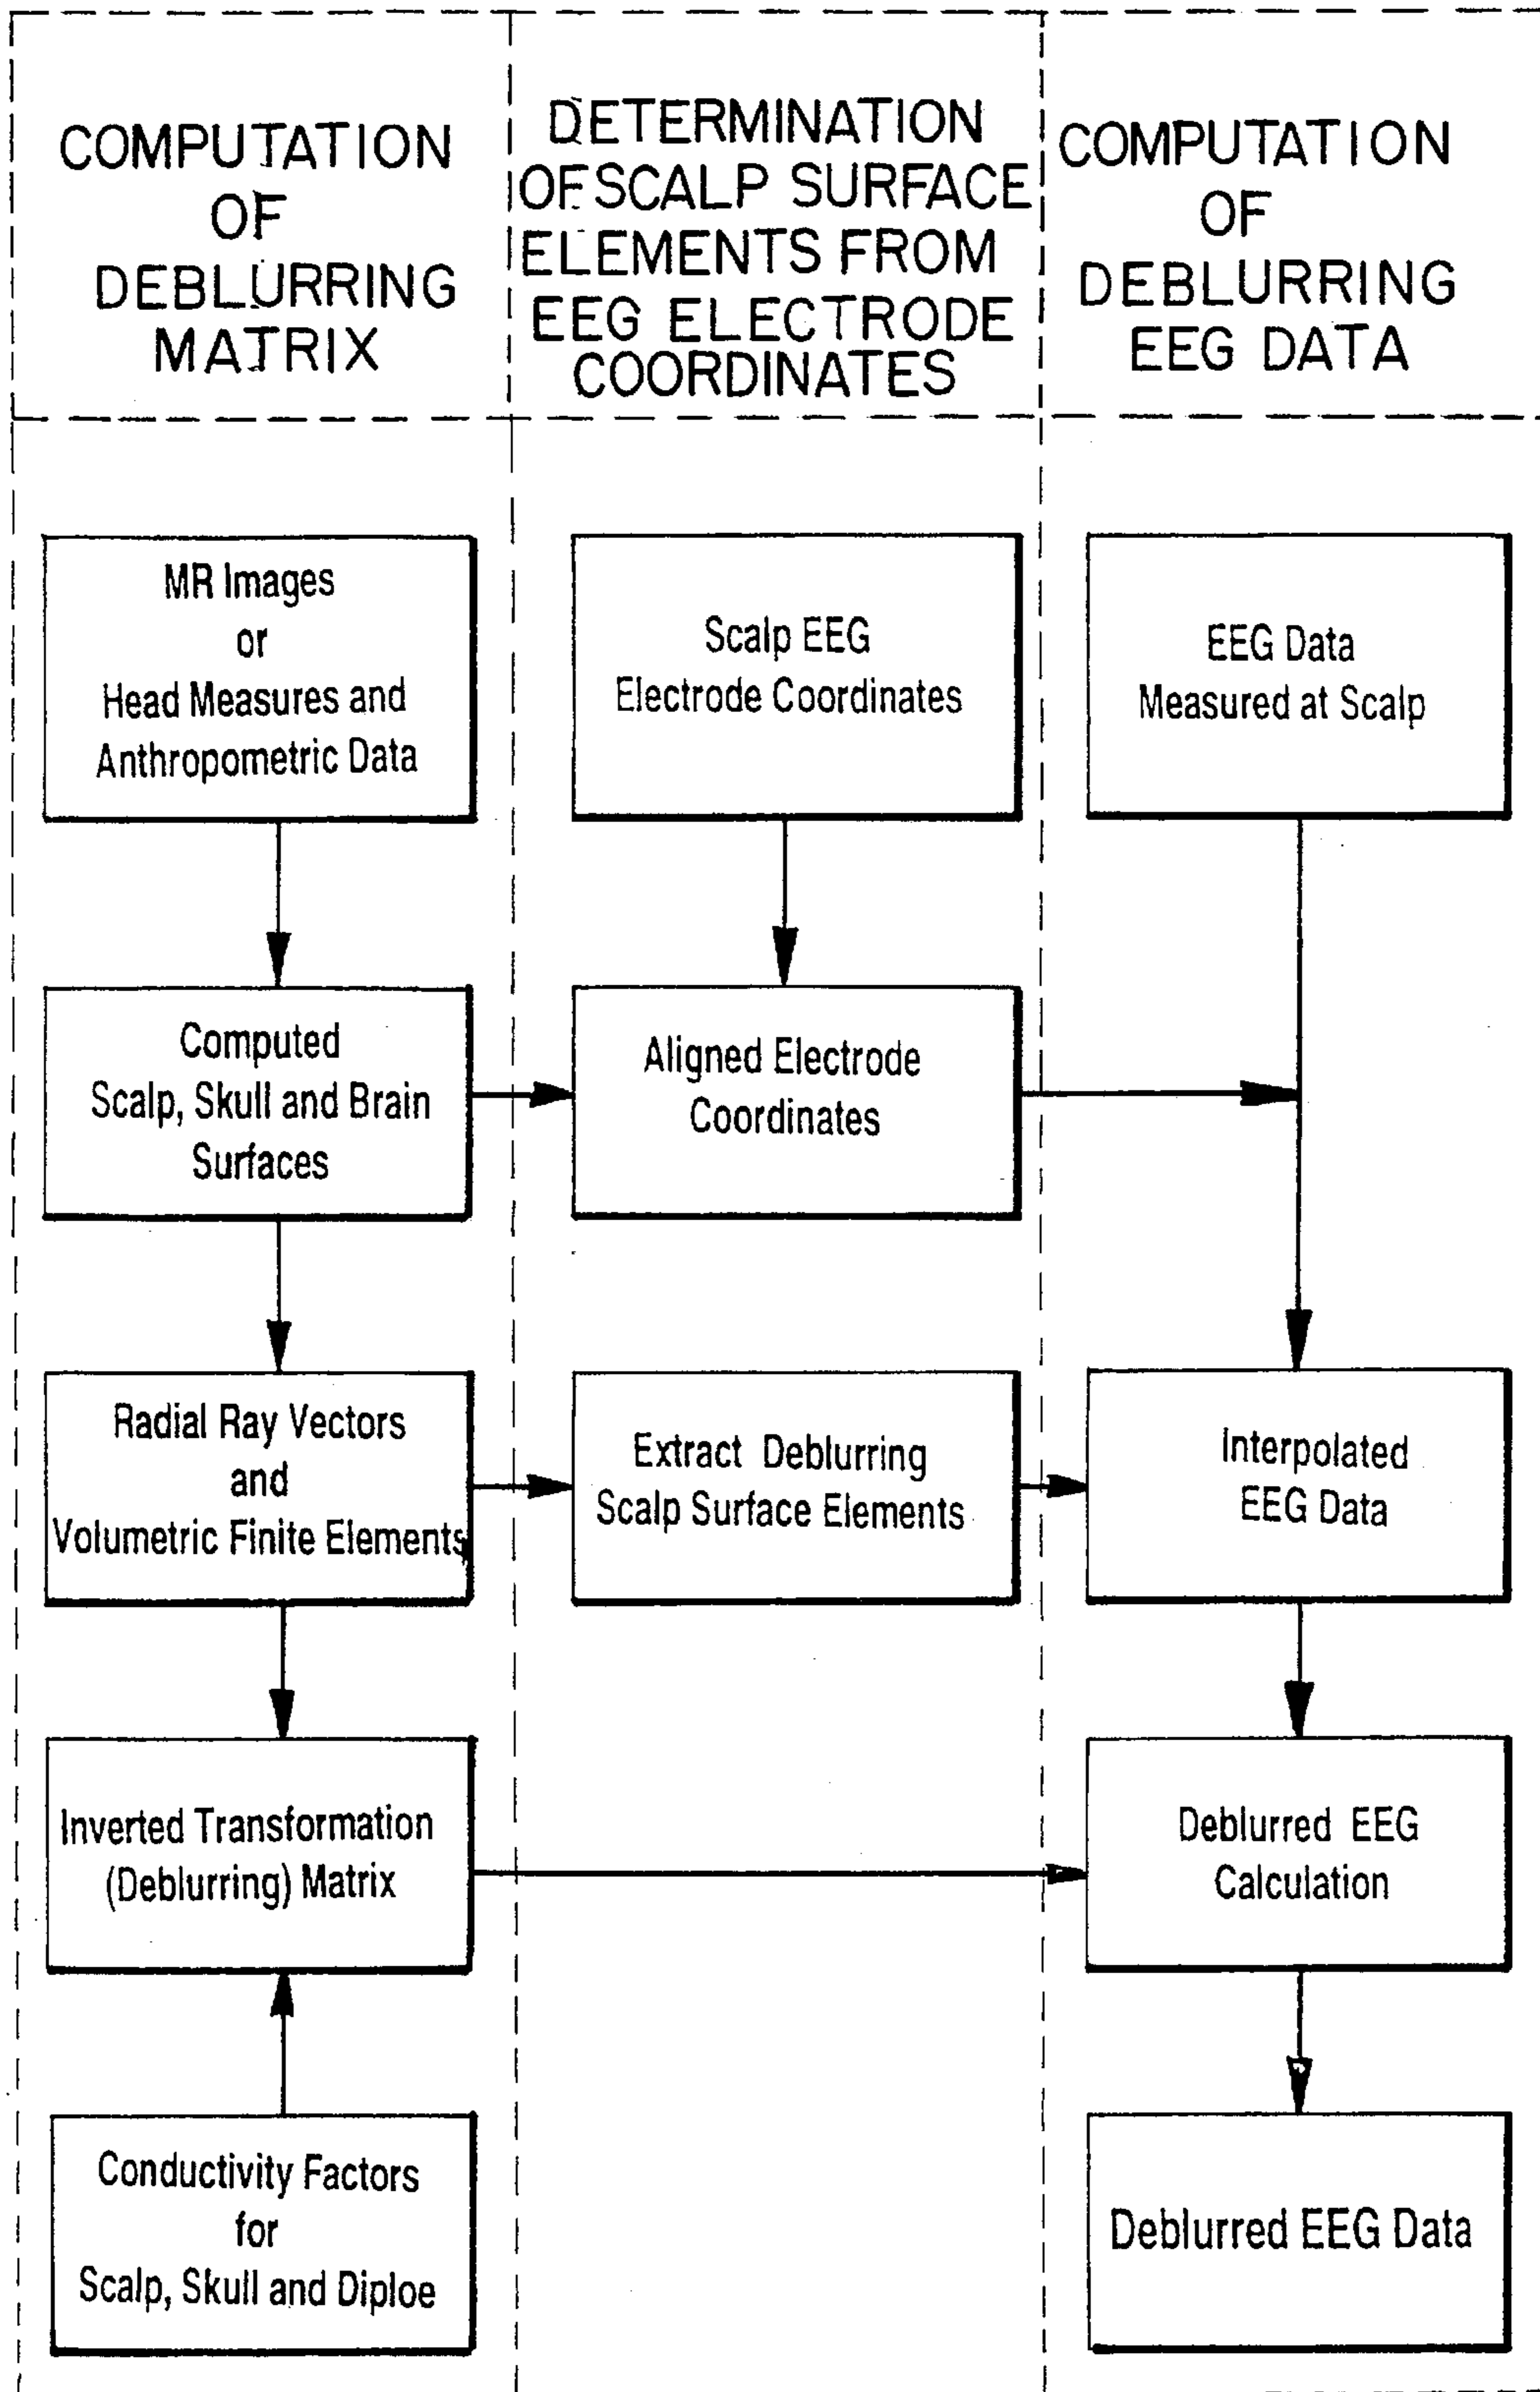 COMPUTATION
OF
DEBLURRING
MATRIX
DETERMINATION
OF SCALP SURFACE
ELEMENTS FROM
EEG ELECTRODE
COORDINATES
COMPUTATION
OF
DEBLURRING
EEG DATA
MR Images
or
Head Measures and
Anthropometric Data
Scalp EEG
Electrode Coordinates
EEG Data
Measured at Scalp
Computed
Scalp, Skull and Brain
Surfaces
Aligned Electrode
Coordinates
Radial Ray Vectors
and
Volumetric Finite Elements
Extract Deblurring
Scalp Surface Elements
Interpolated
EEG Data
Inverted Transformation
(Deblurring) Matrix
Deblurred EEG
Calculation
Conductivity Factors
for
Scalp, Skull and Diploe
Deblurred EEG Data